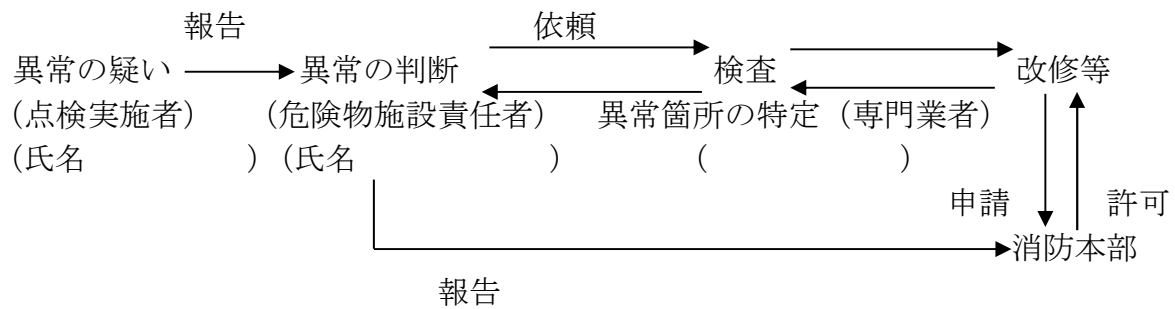 報告 依頼
異常の疑い 異常の判断 検査 改修等
(点検実施者) (危険物施設責任者) 異常箇所の特定 (専門業者)
(氏名 ) (氏名 ) ( )
申請 許可
消防本部
報告